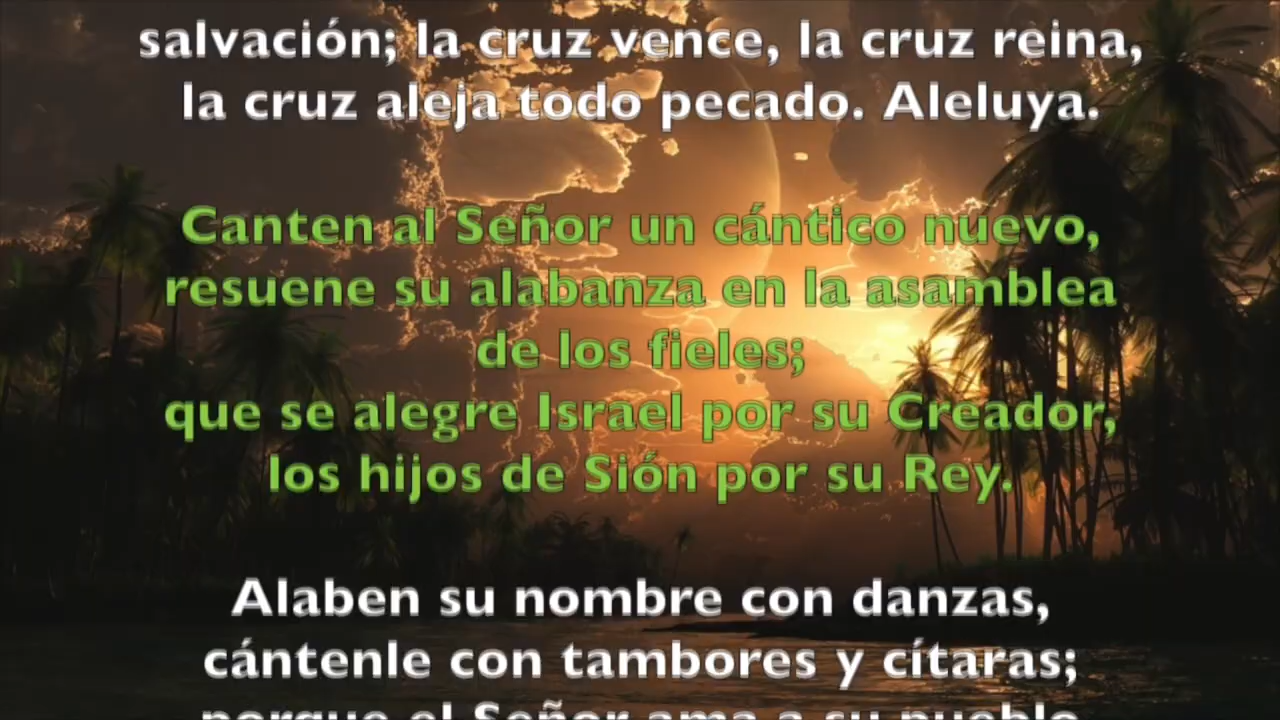 salvación; la cruz vence, la cruz reina,
la cruz aleja todo pecado. Aleluya.
Canten al Señor un cántico nuevo,
resuene su alabanza en la asamblea
de los fieles;
que se alegre Israel por su Creador,
los hijos de Sión por su Rey.
Alaben su nombre con danzas,
cántenle con tambores y cítaras;
porque el Señor ama a su pueblo